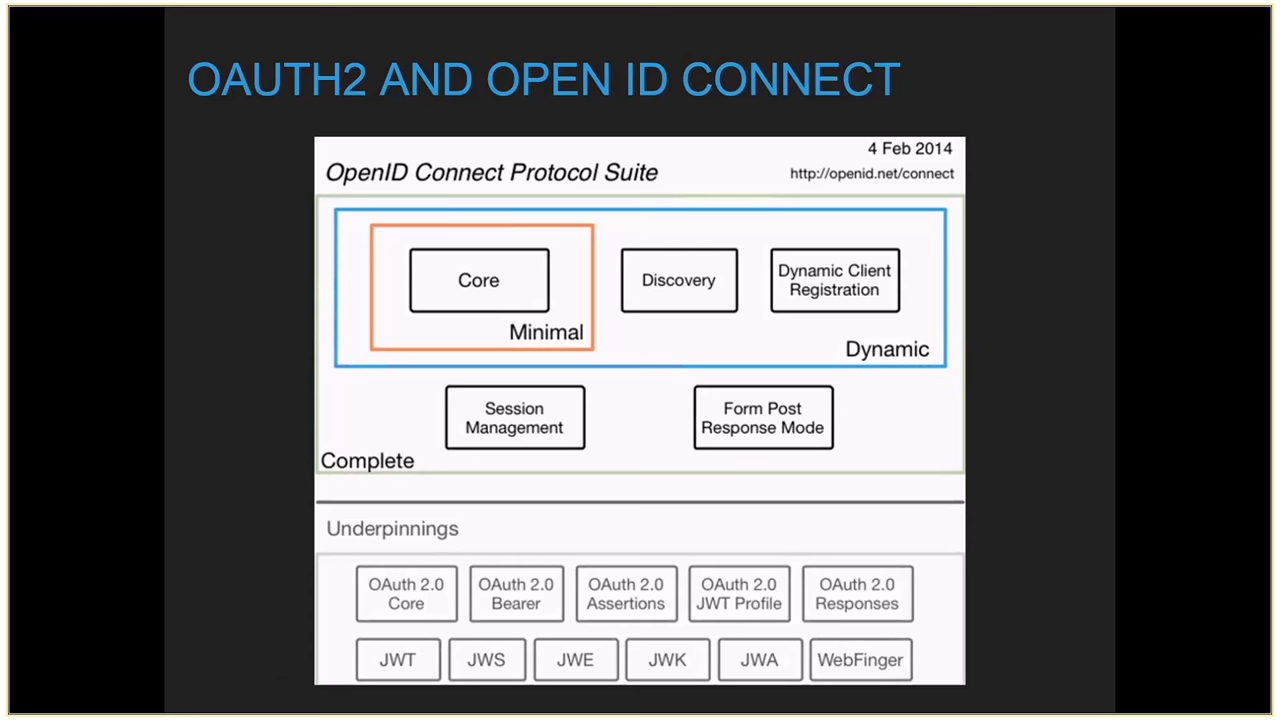 OAUTH2 AND OPEN ID CONNECT
4 Feb 2014
OpenID Connect Protocol Suite
http://openid.net/connect
Core
Minimal
Discovery
Dynamic Client
Registration
Dynamic
Session
Management
Form Post
Response Mode
Complete
Underpinnings
OAuth 2.0
Core
OAuth 2.0
Bearer
OAuth 2.0
Assertions
OAuth 2.0
JWT Profile
OAuth 2.0
Responses
JWT
JWS
JWE
JWK
JWA
WebFinger